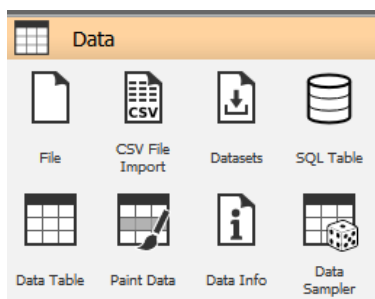 Data
CSV
File
CSV File
Import
Datasets
SQL Table
i
Data Table
Paint Data
Data Info
Data
Sampler